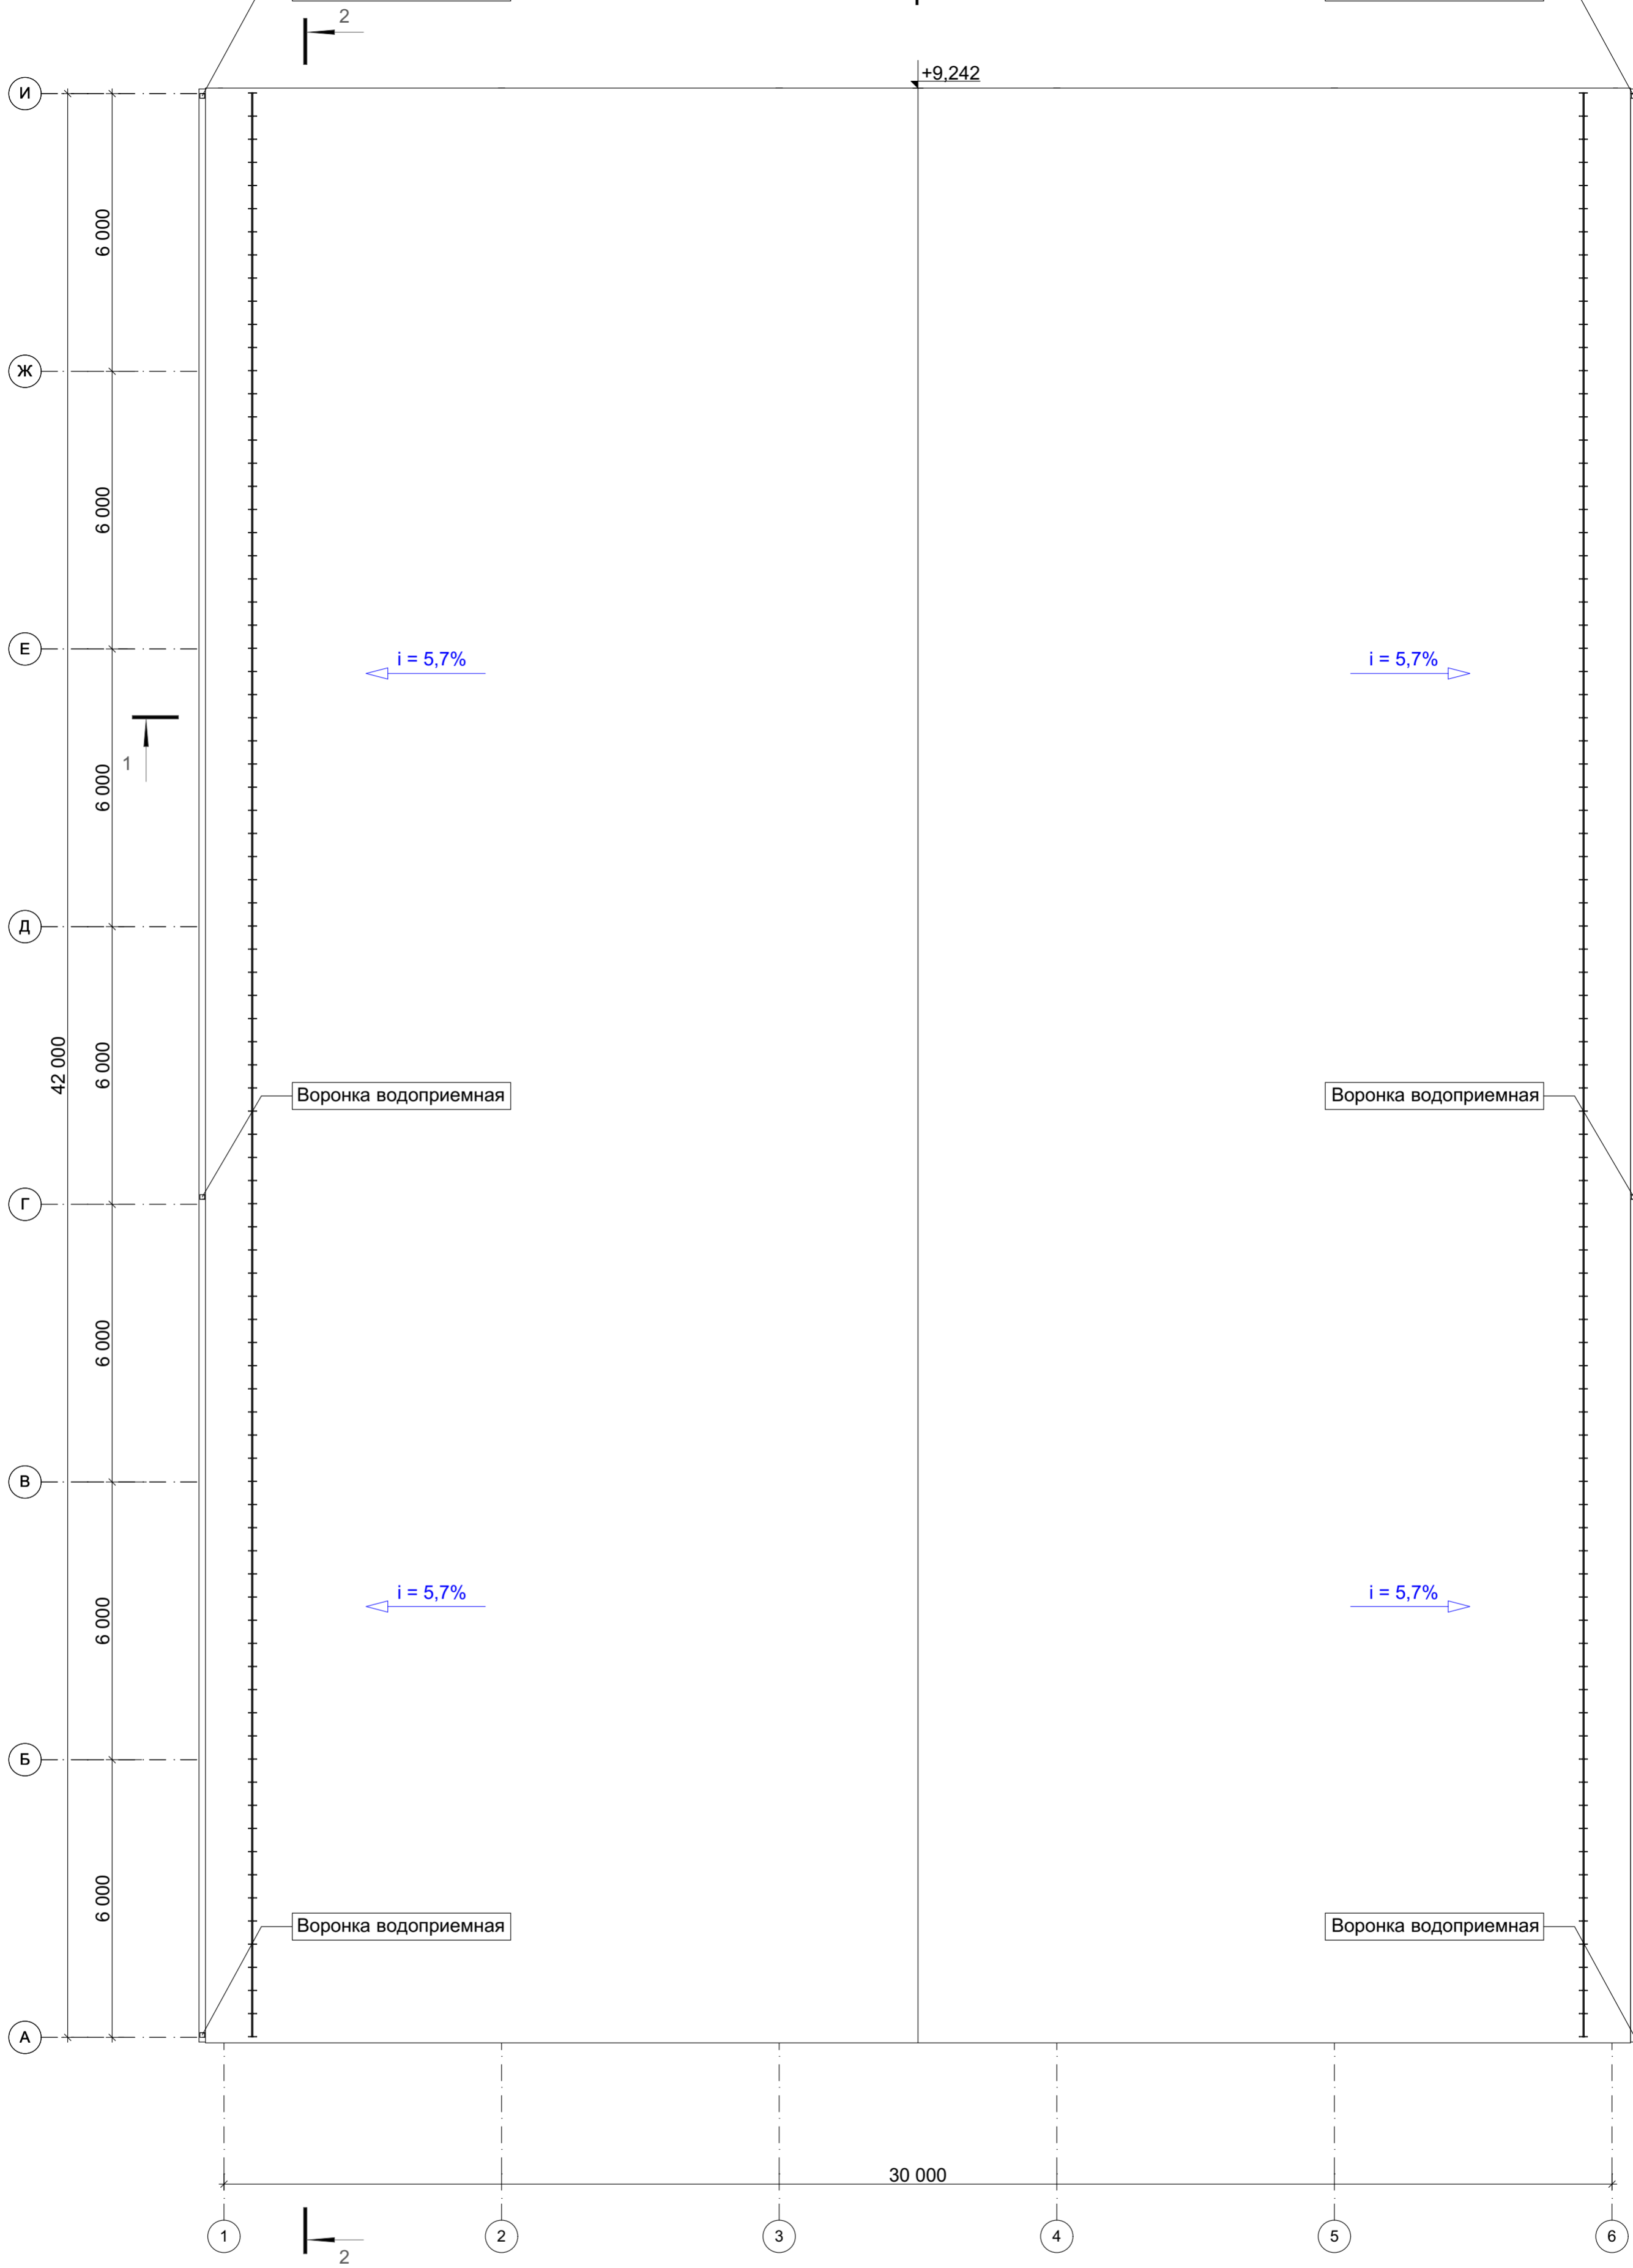 2
+9,242
И
6 000
Ж
6 000
Е
i = 5,7%
i = 5,7%
1
6 000
Д
42 000
6 000
Воронка водоприемная
Воронка водоприемная
Г
6 000
В
i = 5,7%
i = 5,7%
6 000
Б
6 000
Воронка водоприемная
Воронка водоприемная
А
30 000
1
2
3
4
5
6
2